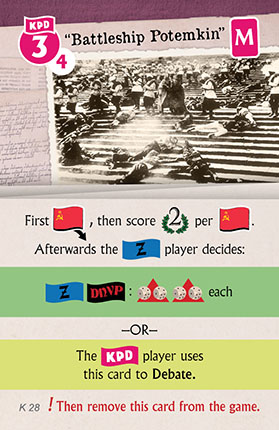 KPD
3
4
"Battleship Potemkin"
M
First , then score 2 per .
Afterwards the Z player decides:
Z DNVP : each
—OR—
The KPD player uses
this card to Debate.
K 28 ! Then remove this card from the game.